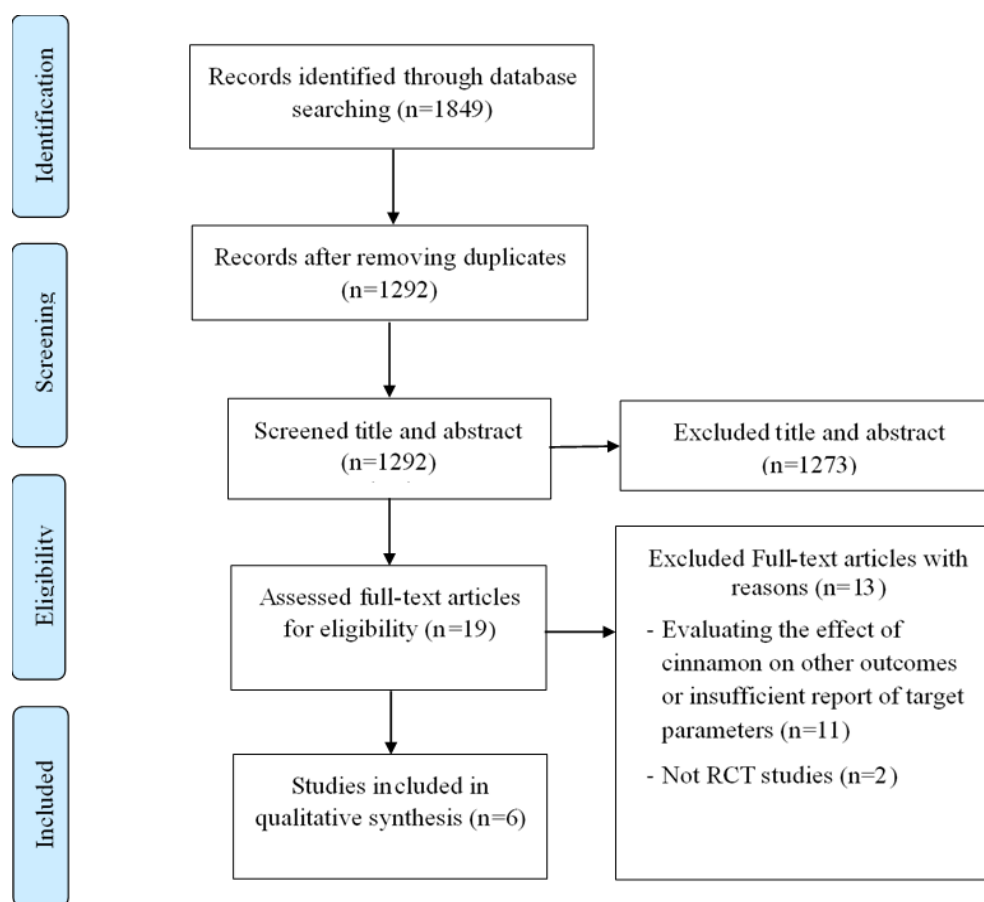 Identification
Records identified through database
searching (n=1849)
Screening
Records after removing duplicates
(n=1292)
Screened title and abstract
(n=1292)
Excluded title and abstract
(n=1273)
Eligibility
Assessed full-text articles
for eligibility (n=19)
Excluded Full-text articles with
reasons (n=13)
- Evaluating the effect of
cinnamon on other outcomes
or insufficient report of target
parameters (n=11)
- Not RCT studies (n=2)
Included
Studies included in
qualitative synthesis (n=6)